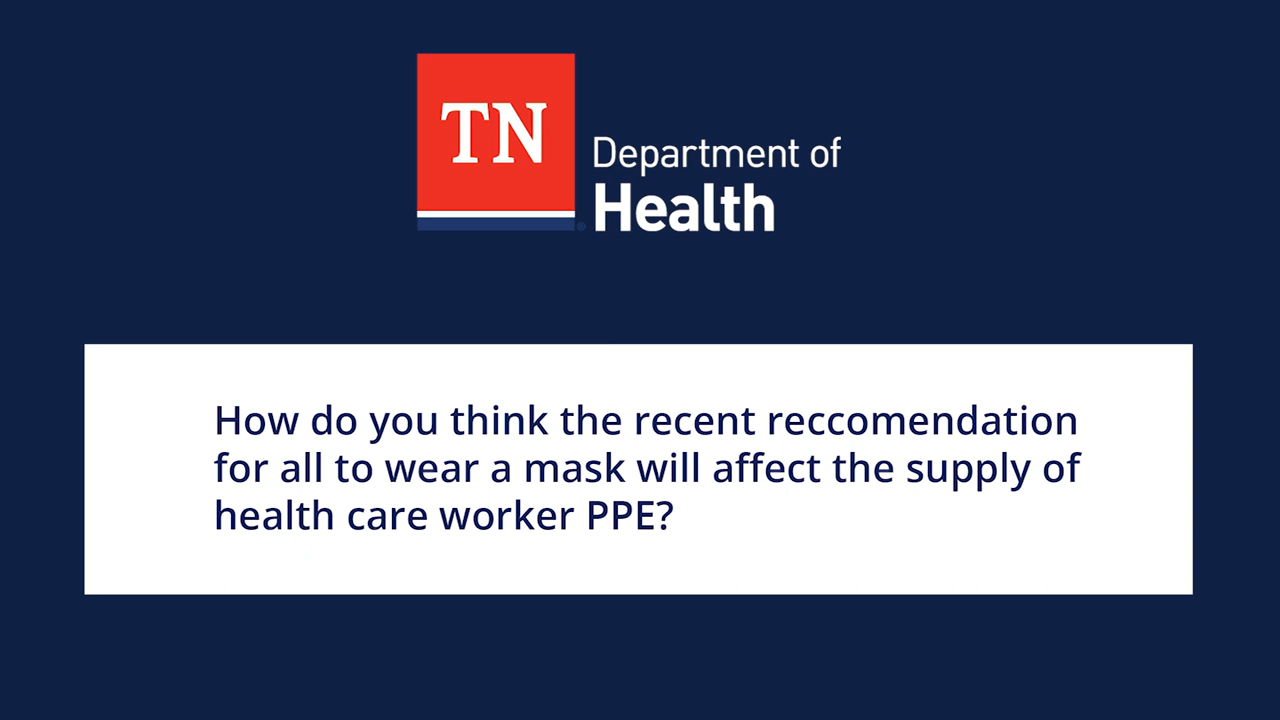 TN
Department of
Health
How do you think the recent reccomendation
for all to wear a mask will affect the supply of
health care worker PPE?